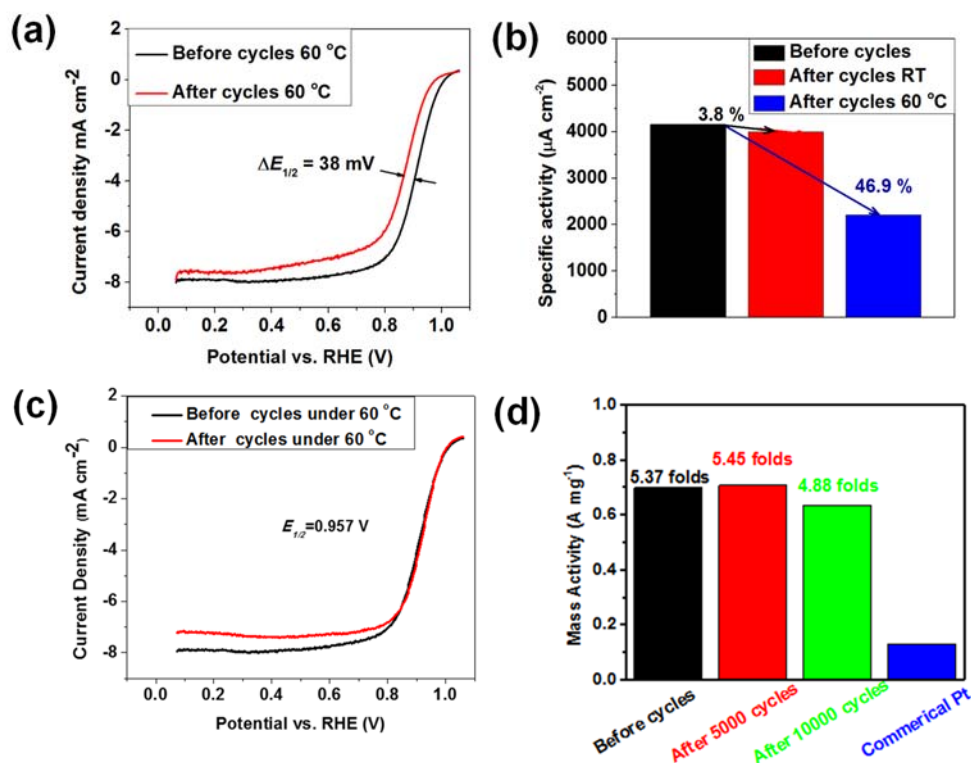 (a)
Before cycles 60 °C
After cycles 60 °C
ΔE1/2 = 38 mV
Current density mA cm-2
2
0
-2
-4
-6
-8
0.0 0.2 0.4 0.6 0.8 1.0
Potential vs. RHE (V)
(b)
Before cycles
After cycles RT
After cycles 60 °C
3.8 %
46.9 %
Specific activity (μA cm-2)
6000
5000
4000
3000
2000
1000
0
(c)
Before cycles under 60 °C
After cycles under 60 °C
E1/2=0.957 V
Current Density (mA cm-2)
2
0
-2
-4
-6
-8
0.0 0.2 0.4 0.6 0.8 1.0
Potential vs. RHE (V)
(d)
5.37 folds
5.45 folds
4.88 folds
Mass Activity (A mg-1)
1.0
0.8
0.6
0.4
0.2
0.0
Before cycles
After 5000 cycles
After 10000 cycles
Commerical Pt